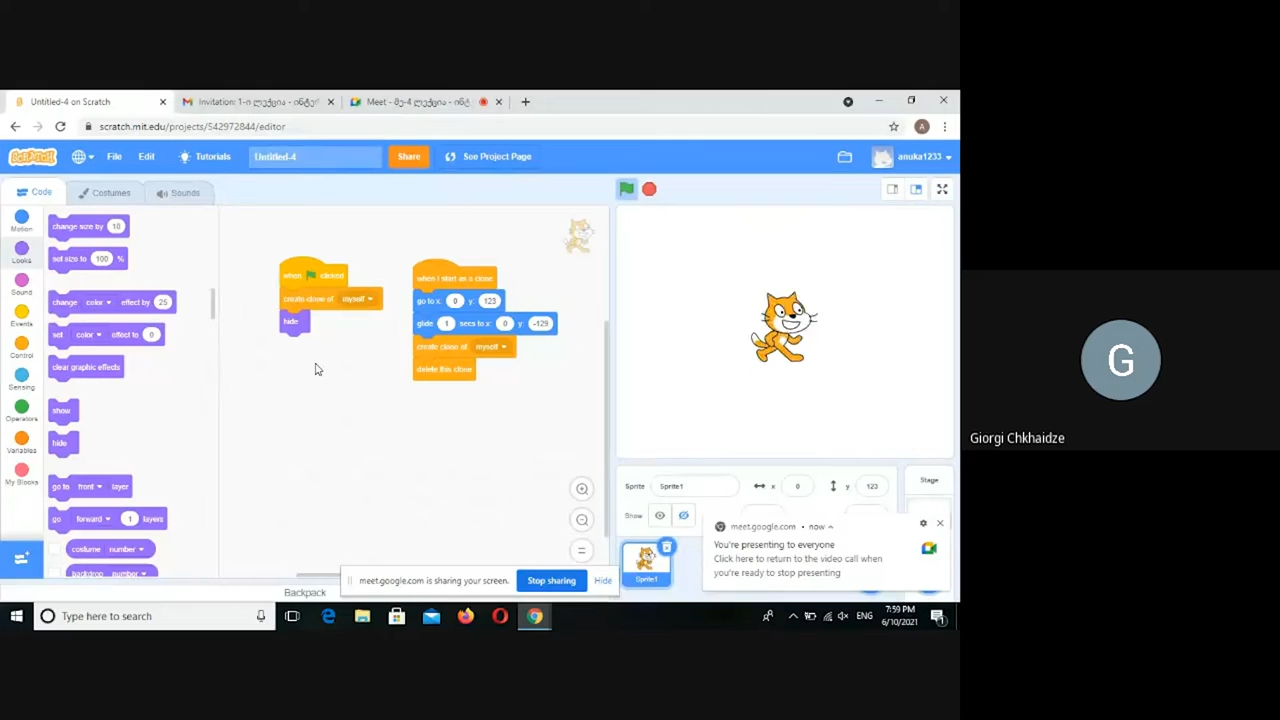 Untitled-4 on Scratch
Invitation: 1-ი ლექცია - ინტერ
Meet - მე-4 ლექცია - ინტ
scratch.mit.edu/projects/542972844/editor
A
SCRATCH File Edit Tutorials Untitled-4 Share See Project Page anuka1233
Code Costumes Sounds
Motion
Looks
Sound
Events
Control
Sensing
Operators
Variables
My Blocks
change size by 10
set size to 100 %
change color effect by 25
set color effect to 0
clear graphic effects
show
hide
go to front layer
go forward 1 layers
costume number
backdrop number
when clicked
create clone of myself
hide
when I start as a clone
go to x: 0 y: 123
glide 1 secs to x: 0 y: -129
create clone of myself
delete this clone
Backpack
Sprite Sprite1 x 0 y 123
Show
Stage
Sprite1
meet.google.com • now
You're presenting to everyone
Click here to return to the video call when
you're ready to stop presenting
meet.google.com is sharing your screen. Stop sharing Hide
Type here to search
ENG
7:59 PM
6/10/2021
G
Giorgi Chkhaidze